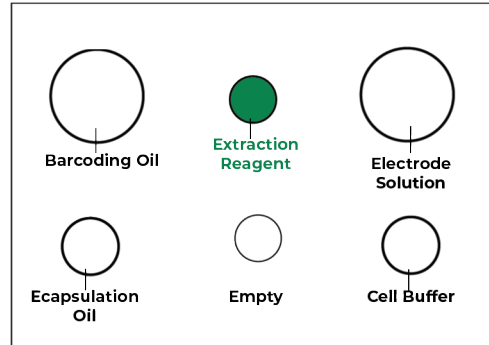 Barcoding Oil
Extraction
Reagent
Electrode
Solution
Ecapsulation
Oil
Empty
Cell Buffer